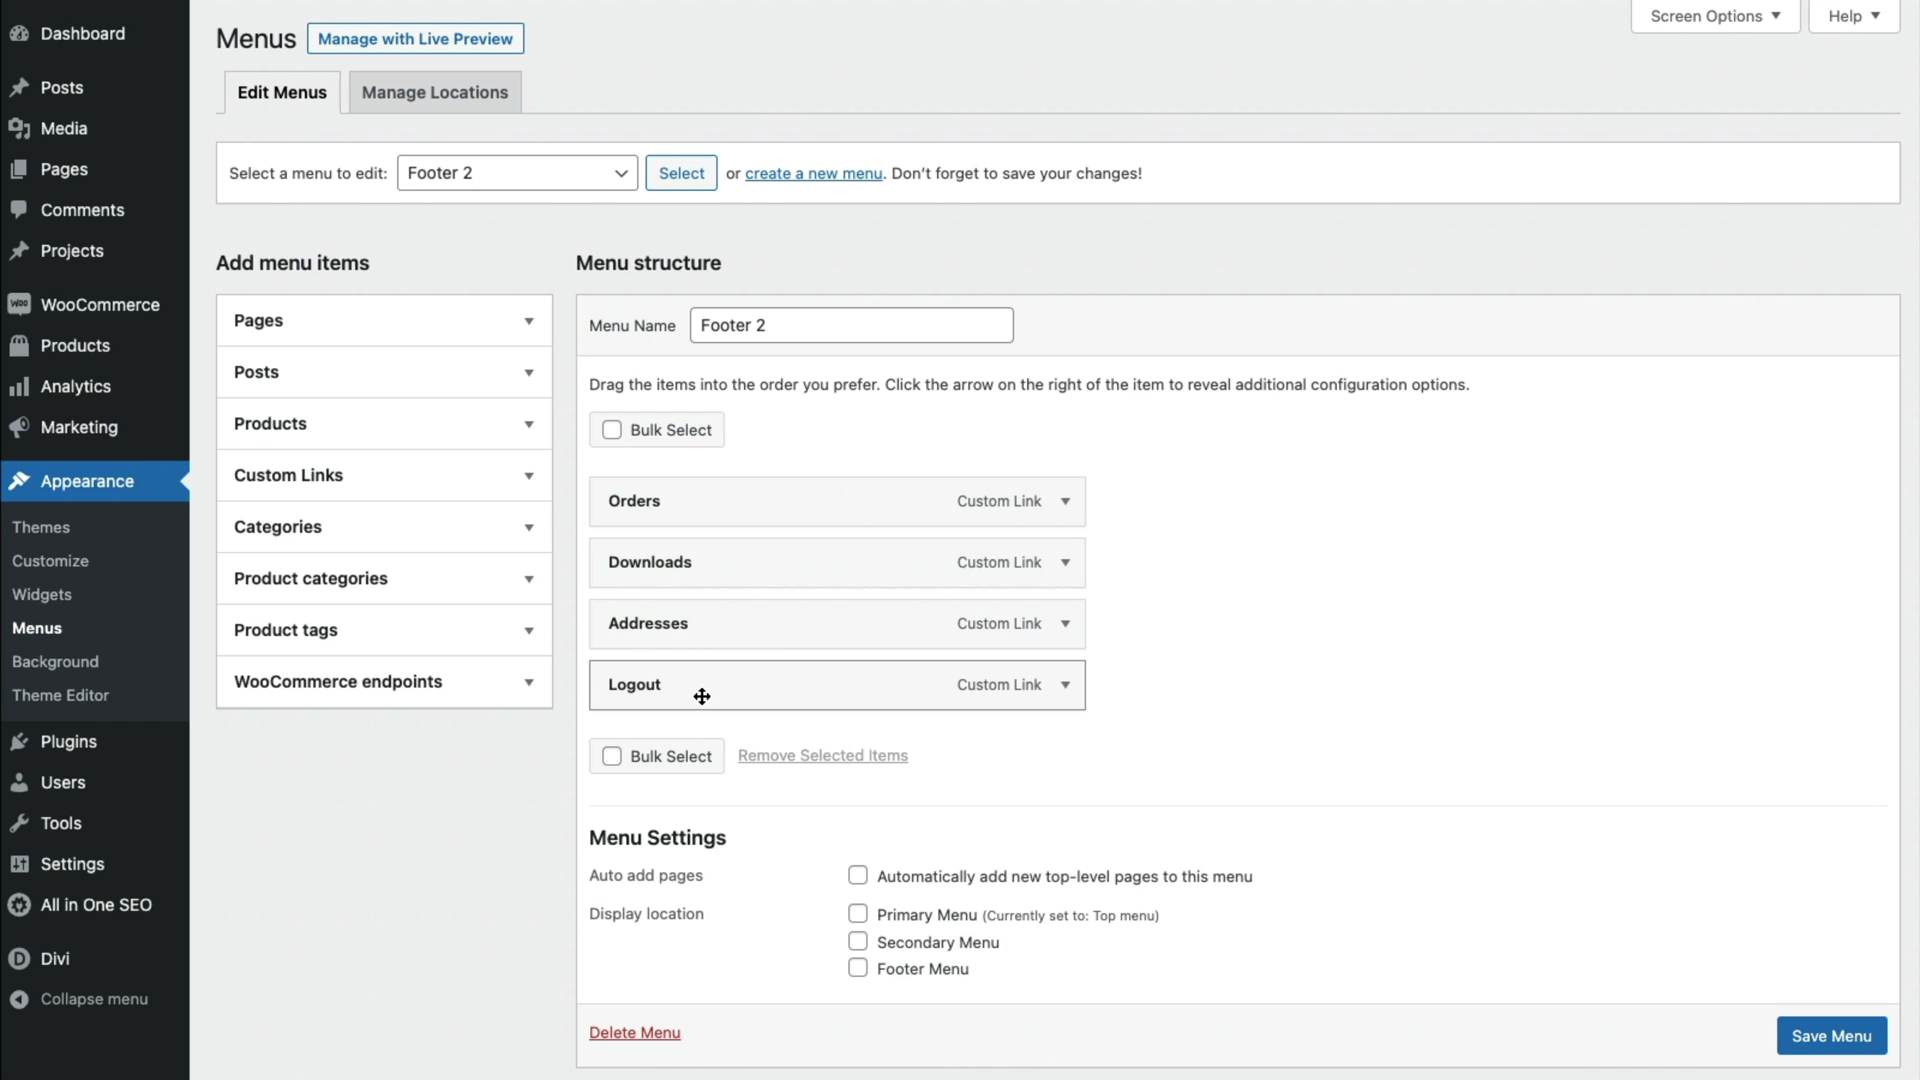 Dashboard
Posts
Media
Pages
Comments
Projects
WOO WooCommerce
Products
Analytics
Marketing
Appearance
Themes
Customize
Widgets
Menus
Background
Theme Editor
Plugins
Users
Tools
Settings
All in One SEO
D Divi
Collapse menu
Screen Options
Help
Menus Manage with Live Preview
Edit Menus Manage Locations
Select a menu to edit: Footer 2 Select or create a new menu. Don't forget to save your changes!
Add menu items
Pages
Posts
Products
Custom Links
Categories
Product categories
Product tags
WooCommerce endpoints
Menu structure
Menu Name Footer 2
Drag the items into the order you prefer. Click the arrow on the right of the item to reveal additional configuration options.
Bulk Select
Orders Custom Link
Downloads Custom Link
Addresses Custom Link
Logout Custom Link
Bulk Select Remove Selected Items
Menu Settings
Auto add pages Automatically add new top-level pages to this menu
Display location Primary Menu (Currently set to: Top menu)
Secondary Menu
Footer Menu
Delete Menu Save Menu